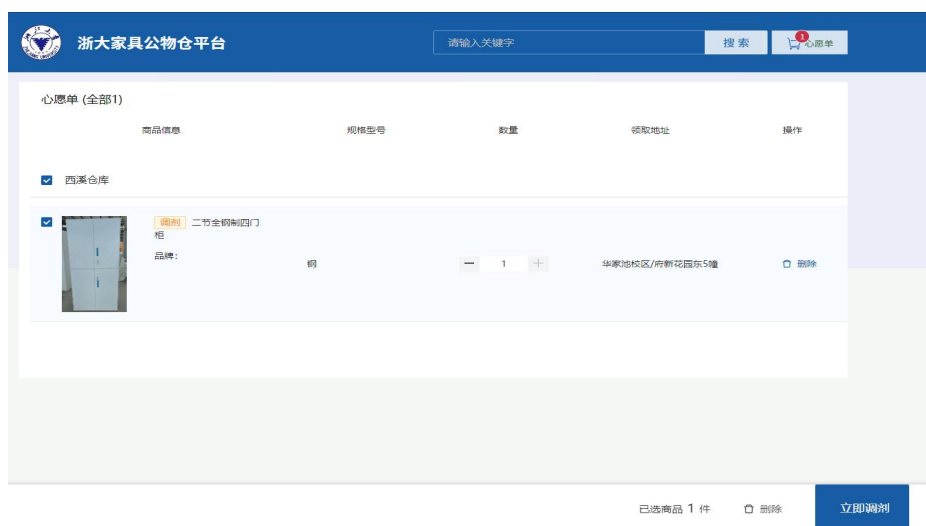 浙大家具公物仓平台
请输入关键字
搜索
1
心愿单
心愿单 (全部1)
商品信息 规格型号 数量 领取地址 操作
西溪仓库
调剂 二节全钢制四门
柜
品牌：
钢 1 华家池校区/府新花园东5幢 删除
已选商品 1 件 删除 立即调剂